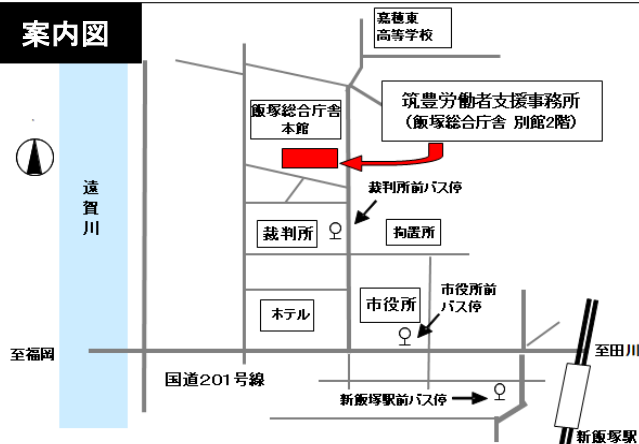 案内図
嘉穂東
高等学校
飯塚総合庁舎
本館
筑豊労働者支援事務所
(飯塚総合庁舎 別館2階)
遠賀川
裁判所前バス停
裁判所
拘置所
市役所前
バス停
ホテル
市役所
至福岡
至田川
国道201号線
新飯塚駅前バス停
新飯塚駅